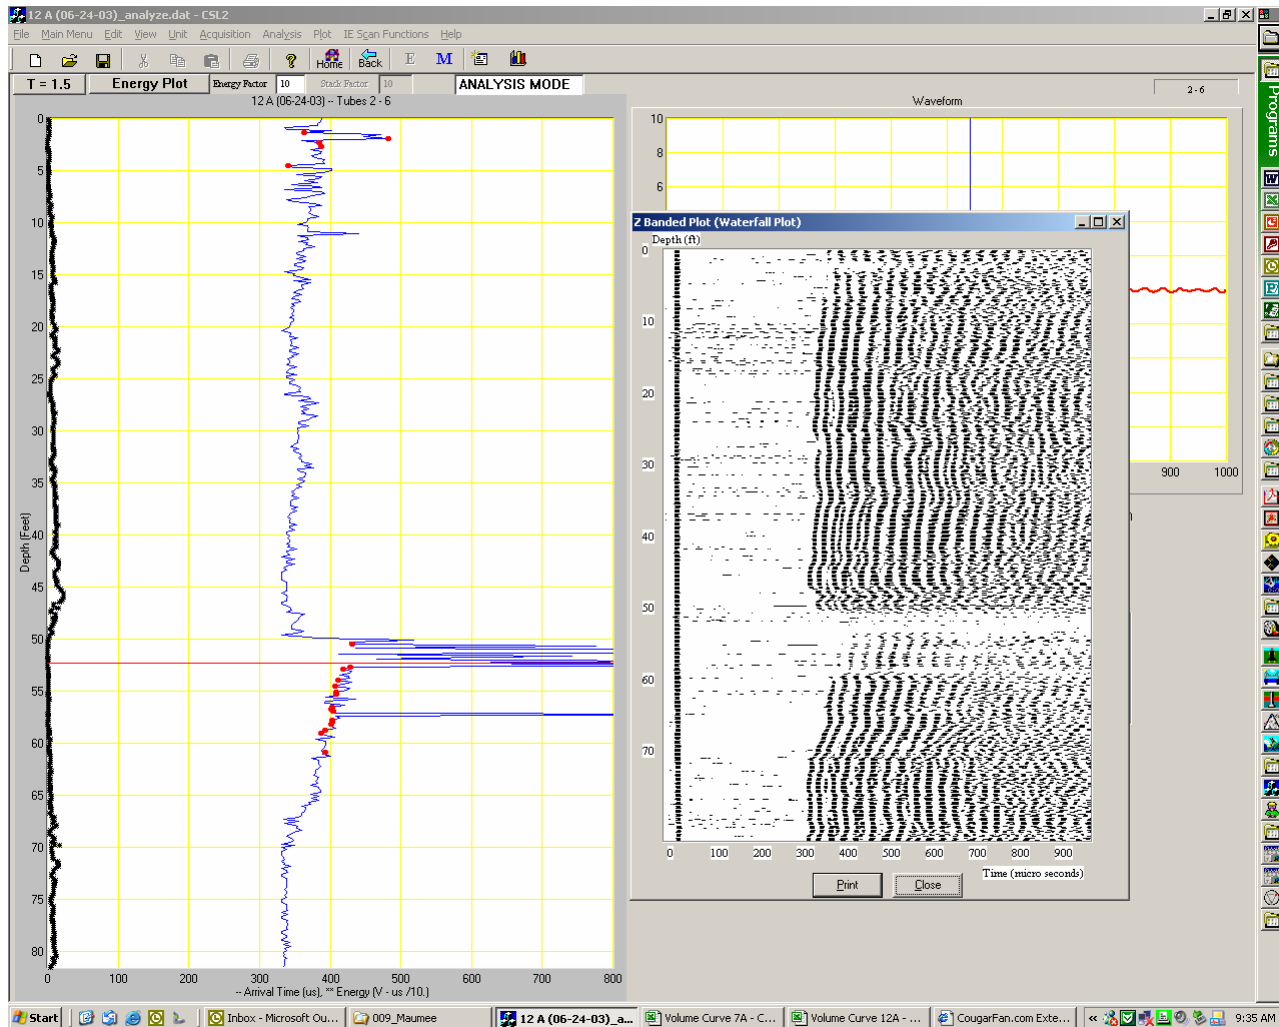 12 A (06-24-03)_analyze.dat - CSL2
File Main Menu Edit View Unit Acquisition Analysis Plot IE Scan Functions Help
Home Back E M
T = 1.5 Energy Plot Energy Factor 10 Stack Factor 10 ANALYSIS MODE 2-6
12 A (06-24-03) -- Tubes 2 - 6
0
5
10
15
20
25
30
35
40
45
50
55
60
65
70
75
80
Depth (Feet)
0 100 200 300 400 500 600 700 800
-- Arrival Time (us), ** Energy (V - us /10.)
Waveform
10
8
6
900 1000
Z Banded Plot (Waterfall Plot)
Depth (ft)
0
10
20
30
40
50
60
70
0 100 200 300 400 500 600 700 800 900
Time (micro seconds)
Print Close
Programs
Start Inbox - Microsoft Ou... 009_Maumee 12 A (06-24-03)_a... Volume Curve 7A - C... Volume Curve 12A - ... CougarFan.com Exte... « 9:35 AM